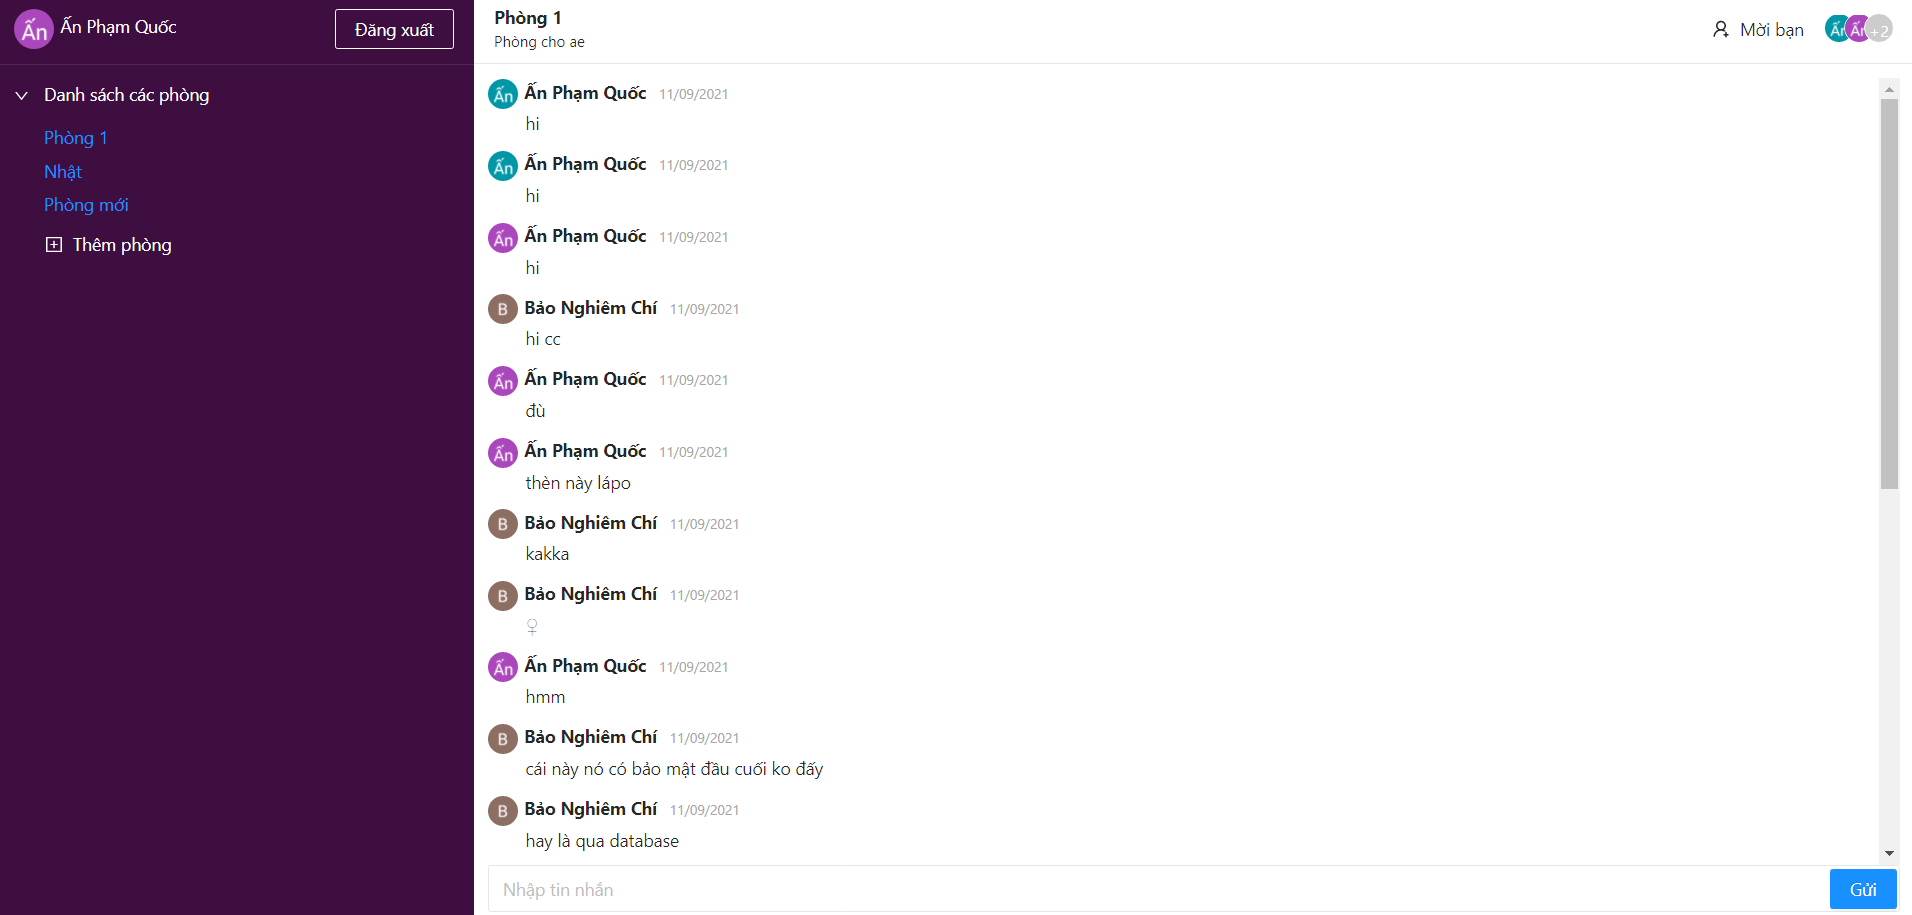 Ấn
Ấn Phạm Quốc
Đăng xuất
Danh sách các phòng
Phòng 1
Nhật
Phòng mới
Thêm phòng
Phòng 1
Phòng cho ae
Mời bạn
+2
Ấn
Ấn Phạm Quốc 11/09/2021
hi
Ấn
Ấn Phạm Quốc 11/09/2021
hi
Ấn
Ấn Phạm Quốc 11/09/2021
hi
B
Bảo Nghiêm Chí 11/09/2021
hi cc
Ấn
Ấn Phạm Quốc 11/09/2021
đù
Ấn
Ấn Phạm Quốc 11/09/2021
thèn này lápo
B
Bảo Nghiêm Chí 11/09/2021
kakka
B
Bảo Nghiêm Chí 11/09/2021
♀
Ấn
Ấn Phạm Quốc 11/09/2021
hmm
B
Bảo Nghiêm Chí 11/09/2021
cái này nó có bảo mật đầu cuối ko đấy
B
Bảo Nghiêm Chí 11/09/2021
hay là qua database
Nhập tin nhắn
Gửi